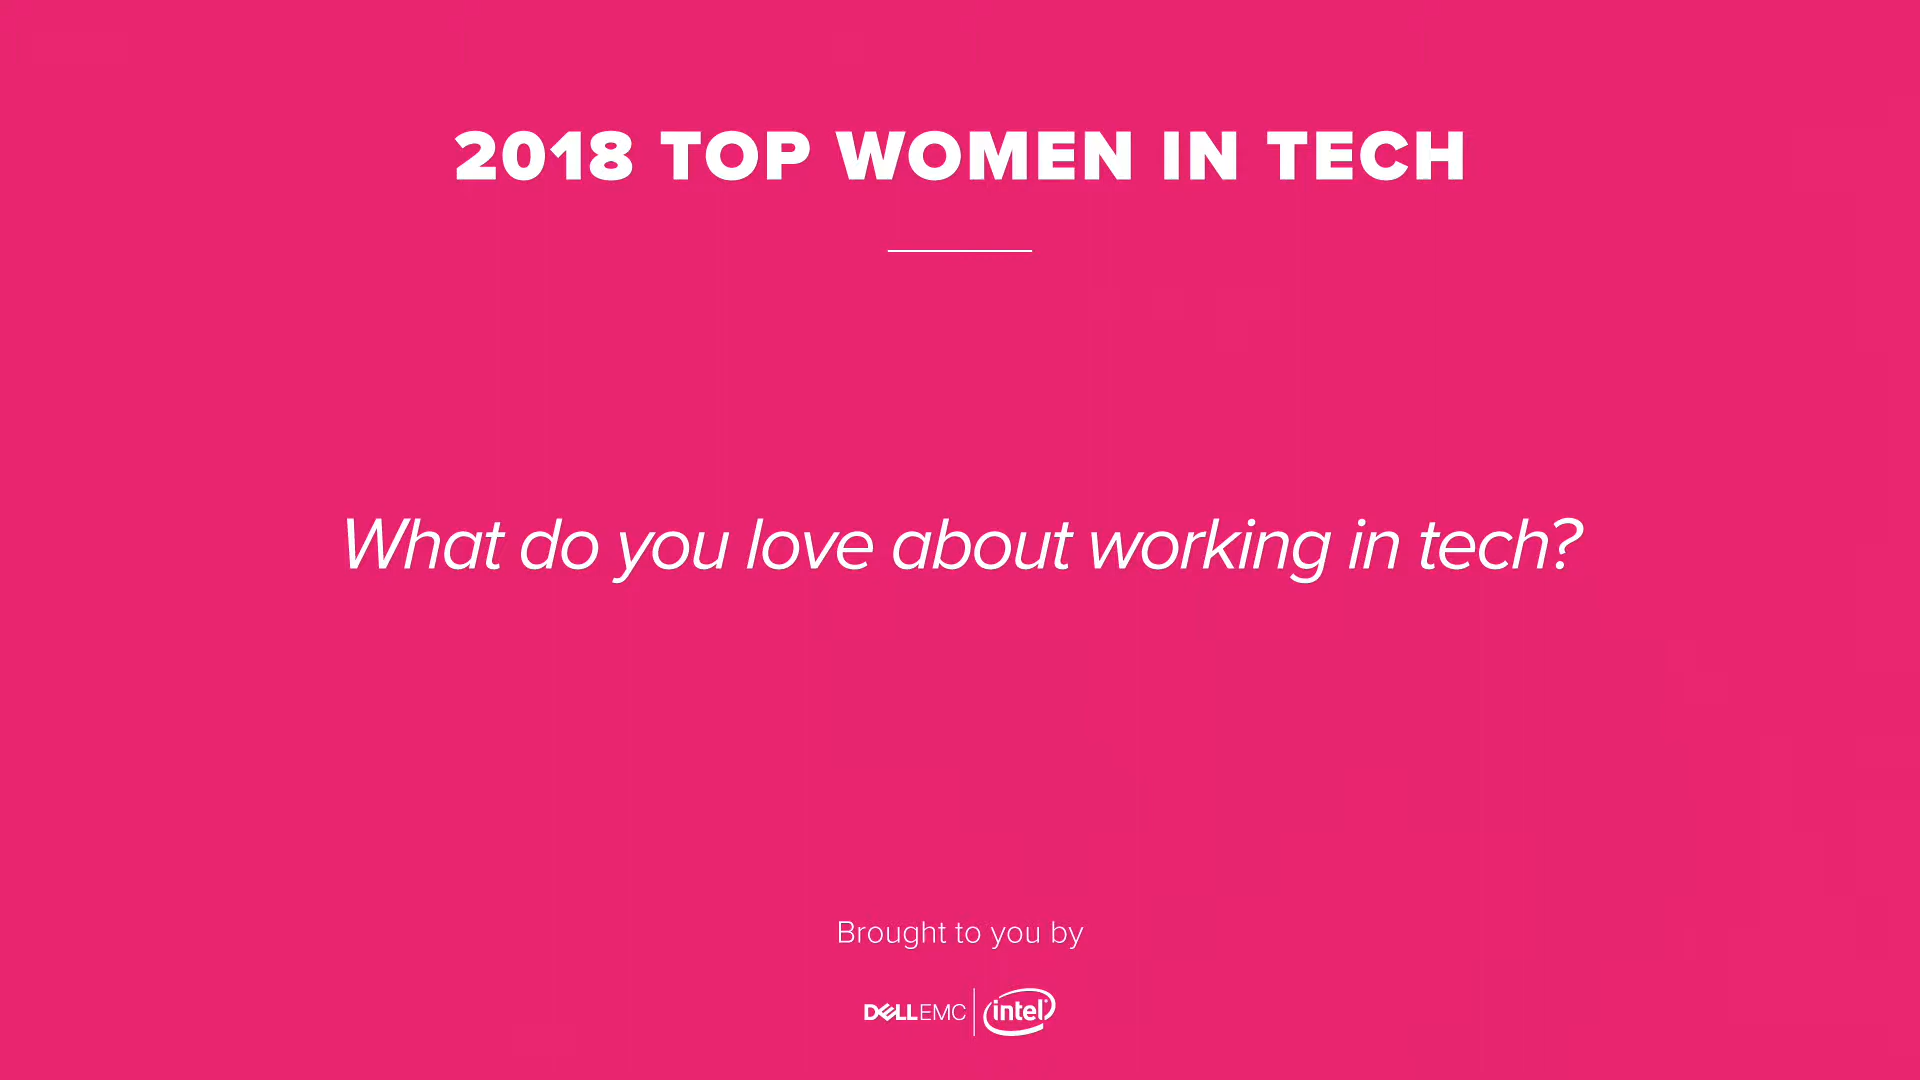 2018 TOP WOMEN IN TECH
What do you love about working in tech?
Brought to you by
DELLEMC intel